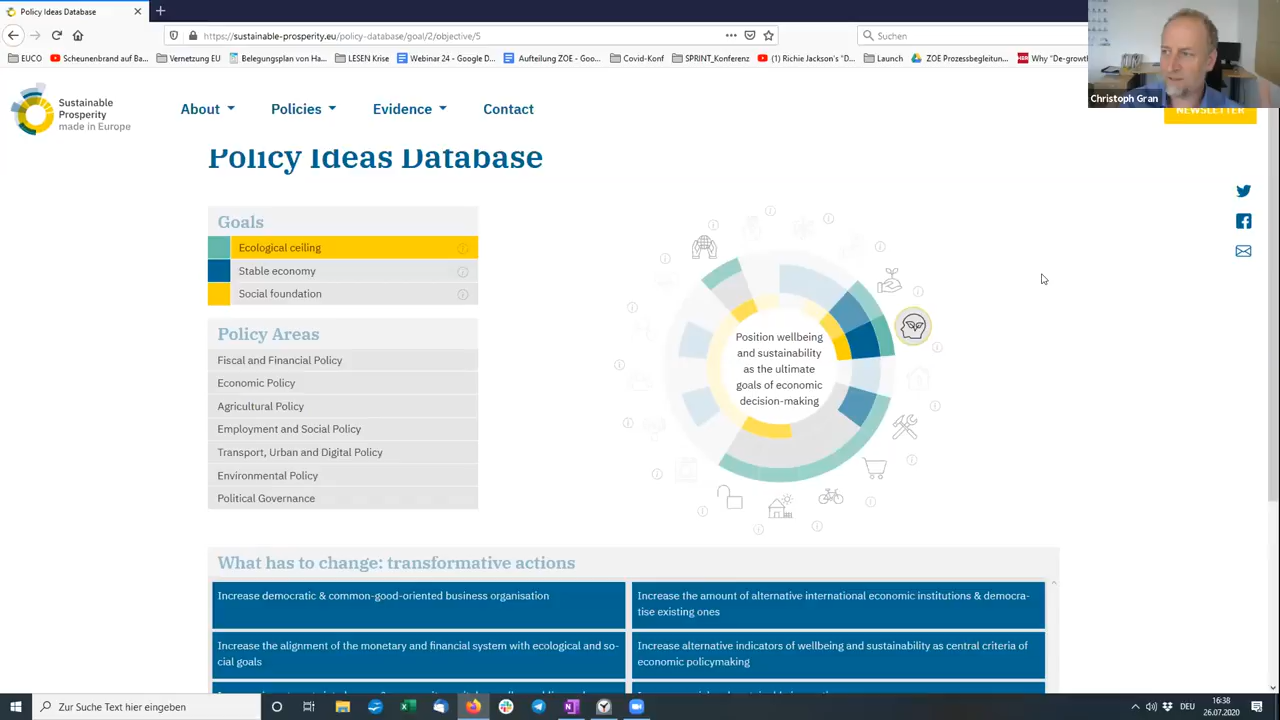 Policy Ideas Database
https://sustainable-prosperity.eu/policy-database/goal/2/objective/5
Suchen
EUCO
Scheunenbrand auf Ba...
Vernetzung EU
Belegungsplan von Ha...
LESEN Krise
Webinar 24 - Google D...
Aufteilung ZOE - Goo...
Covid-Konf
SPRINT_Konferenz
(1) Richie Jackson's "D...
Launch
ZOE Prozessbegleitun...
Why "De-growth
Christoph Gran
Sustainable
Prosperity
made in Europe
About
Policies
Evidence
Contact
NEWSLETTER
Policy Ideas Database
Goals
Ecological ceiling
Stable economy
Social foundation
Policy Areas
Fiscal and Financial Policy
Economic Policy
Agricultural Policy
Employment and Social Policy
Transport, Urban and Digital Policy
Environmental Policy
Political Governance
Position wellbeing
and sustainability
as the ultimate
goals of economic
decision-making
What has to change: transformative actions
Increase democratic & common-good-oriented business organisation
Increase the amount of alternative international economic institutions & democra-
tise existing ones
Increase the alignment of the monetary and financial system with ecological and so-
cial goals
Increase alternative indicators of wellbeing and sustainability as central criteria of
economic policymaking
Zur Suche Text hier eingeben
DEU
16:38
26.07.2020